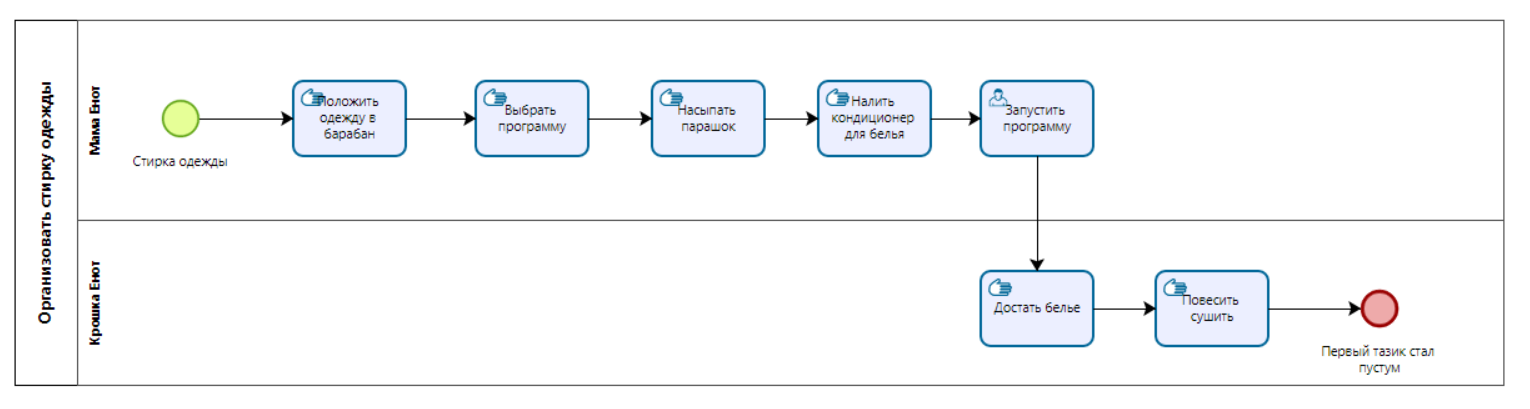 Организовать стирку одежды
Мама Енот
Стирка одежды
Положить
одежду в
барабан
Выбрать
программу
Насыпать
парашок
Налить
кондиционер
для белья
Запустить
программу
Крошка Енот
Достать белье
Повесить
сушить
Первый тазик стал
пустум